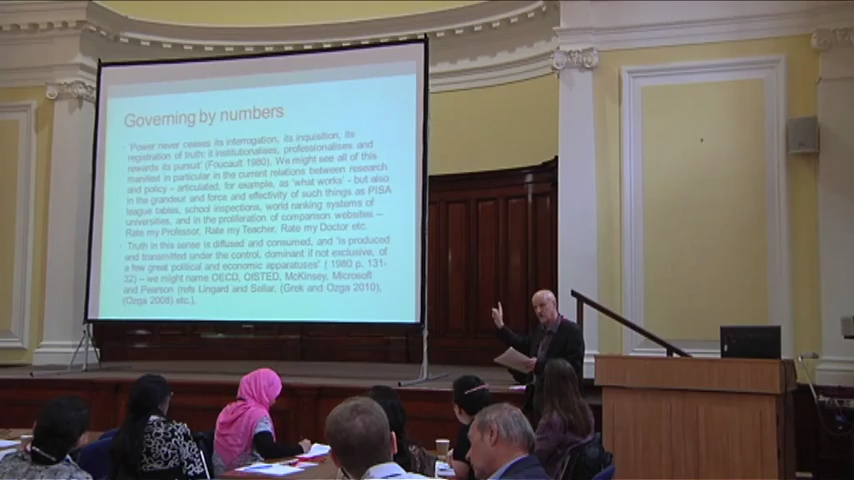 Governing by numbers
· 'Power never ceases its interrogation, its inquisition, its
registration of truth: it institutionalises, professionalises and
rewards its pursuit' (Foucault 1980). We might see all of this
manifest in particular in the current relations between research
and policy – articulated, for example, as 'what works' - but also
in the grandeur and force and effectivity of such things as PISA
league tables, school inspections, world ranking systems of
universities, and in the proliferation of comparison websites –
Rate my Professor, Rate my Teacher, Rate my Doctor etc
· Truth in this sense is diffused and consumed, and 'is produced
and transmitted under the control, dominant if not exclusive, of
a few great political and economic apparatuses' ( 1980 p. 131-
32) – we might name OECD, OfSTED, McKinsey, Microsoft
and Pearson (refs Lingard and Sellar, (Grek and Ozga 2010),
(Ozga 2008) etc.),